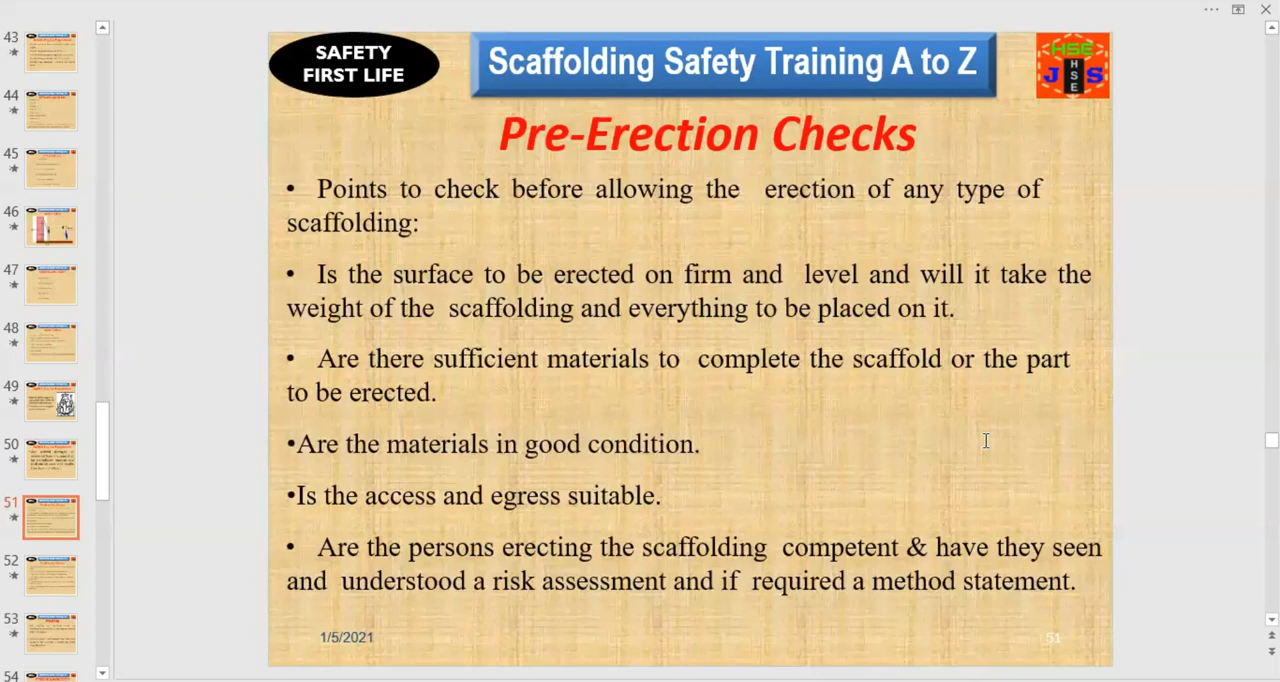 43
44
45
46
47
48
49
50
51
52
53
54
SAFETY
FIRST LIFE
Scaffolding Safety Training A to Z
HSE
J S
H
S
E
Pre-Erection Checks
• Points to check before allowing the erection of any type of
scaffolding:
• Is the surface to be erected on firm and level and will it take the
weight of the scaffolding and everything to be placed on it.
• Are there sufficient materials to complete the scaffold or the part
to be erected.
•Are the materials in good condition.
•Is the access and egress suitable.
• Are the persons erecting the scaffolding competent & have they seen
and understood a risk assessment and if required a method statement.
1/5/2021
51